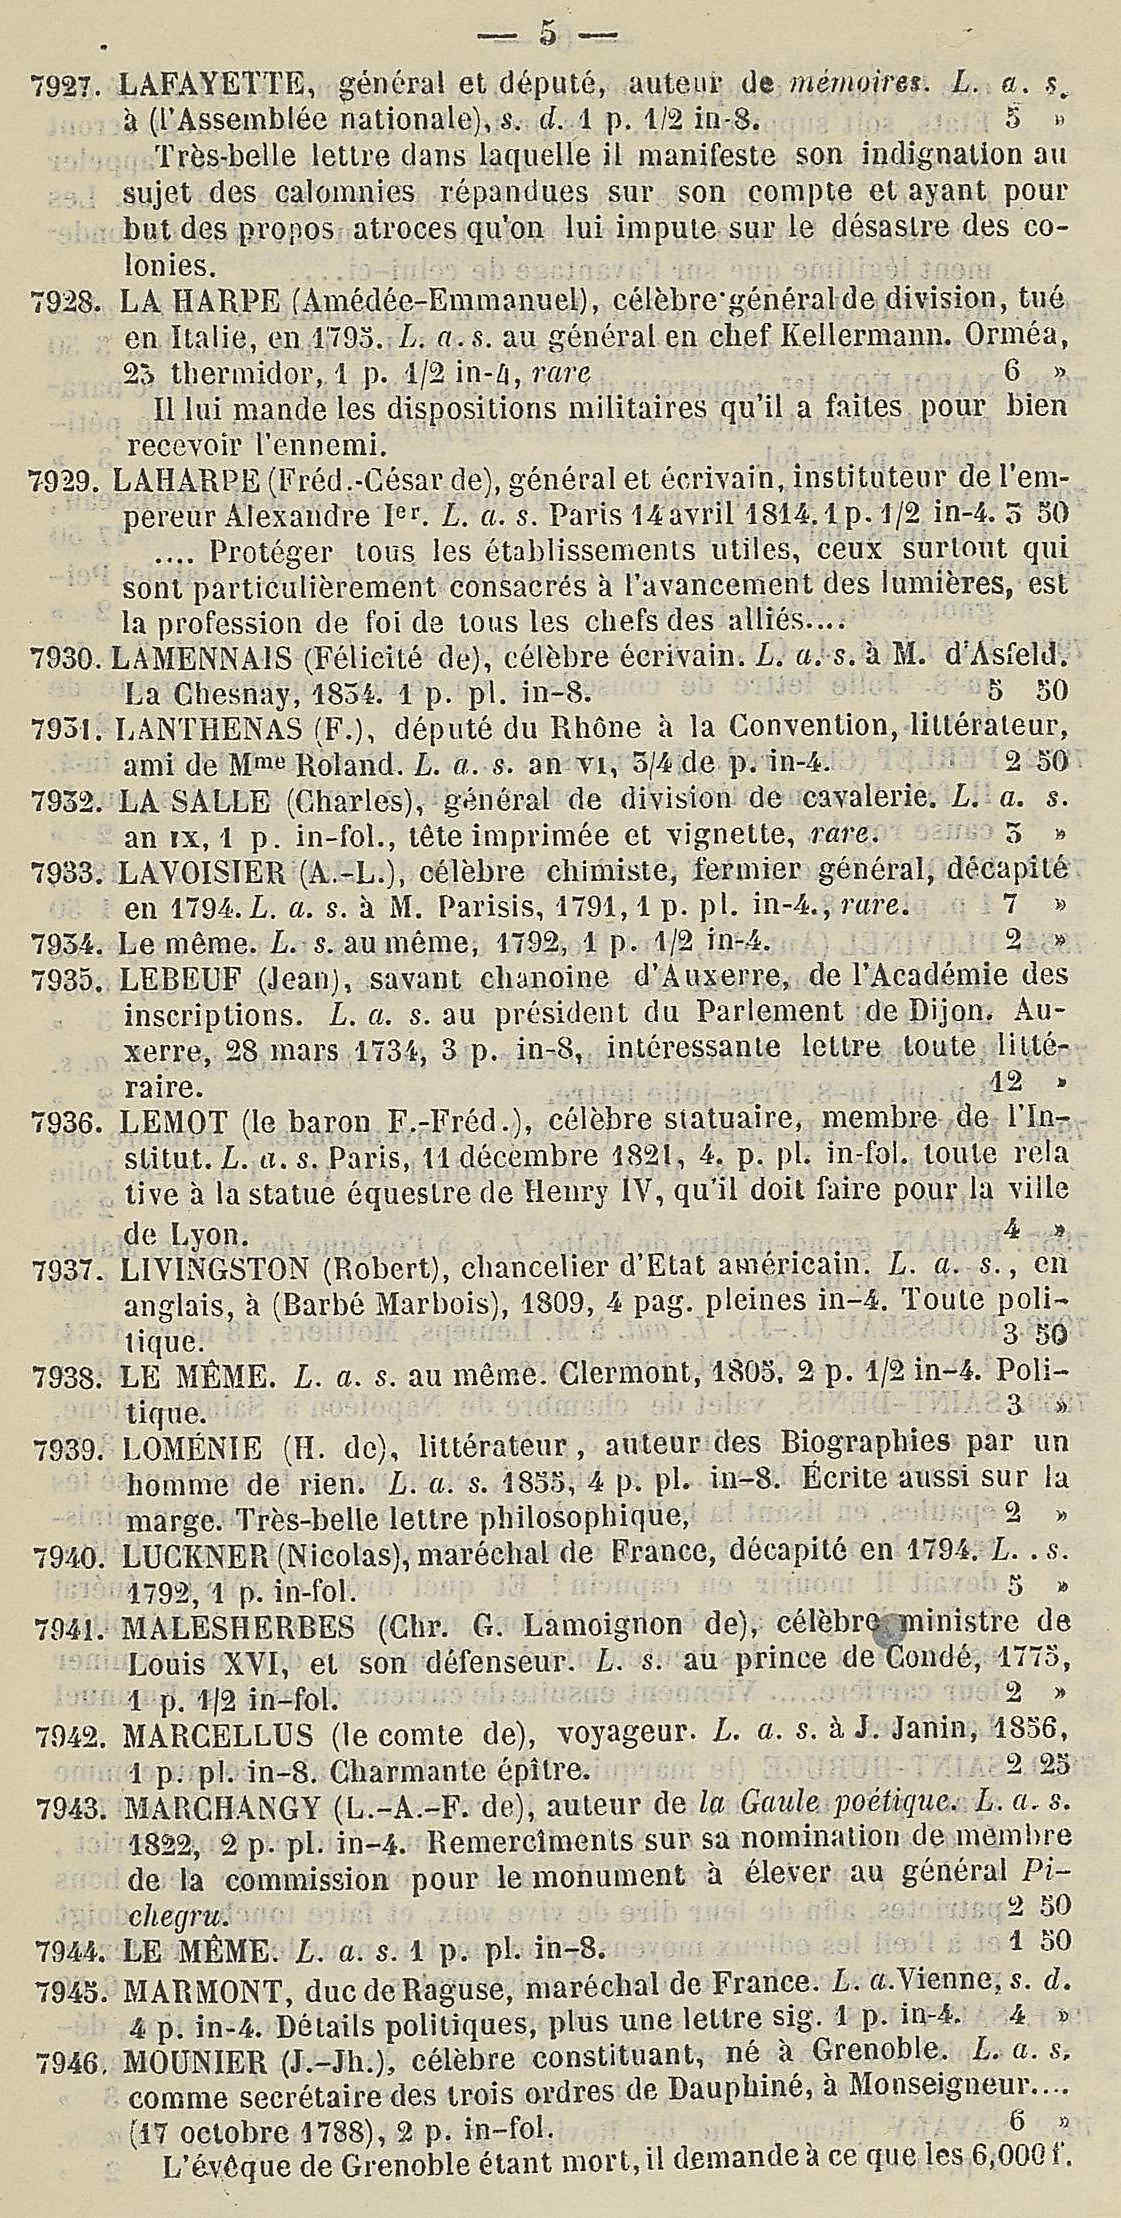 — 5 —
7927. LAFAYETTE, général et député, auteur de mémoires. L. a. s.
à (l'Assemblée nationale), s. d. 1 p. 1/2 in-8. 5 »
Très-belle lettre dans laquelle il manifeste son indignation au
sujet des calomnies répandues sur son compte et ayant pour
but des propos atroces qu'on lui impute sur le désastre des co-
lonies.
7928. LA HARPE (Amédée-Emmanuel), célèbre général de division, tué
en Italie, en 1795. L. a. s. au général en chef Kellermann. Orméa,
23 thermidor, 1 p. 1/2 in-4, rare 6 »
Il lui mande les dispositions militaires qu'il a faites pour bien
recevoir l'ennemi.
7929. LAHARPE (Fréd.-César de), général et écrivain, instituteur de l'em-
pereur Alexandre Ier. L. a. s. Paris 14 avril 1814. 1 p. 1/2 in-4. 3 50
.... Protéger tous les établissements utiles, ceux surtout qui
sont particulièrement consacrés à l'avancement des lumières, est
la profession de foi de tous les chefs des alliés....
7930. LAMENNAIS (Félicité de), célèbre écrivain. L. a. s. à M. d'Asfeld.
La Chesnay, 1834. 1 p. pl. in-8. 5 50
7931. LANTHENAS (F.), député du Rhône à la Convention, littérateur,
ami de Mme Roland. L. a. s. an VI, 3/4 de p. in-4. 2 50
7932. LA SALLE (Charles), général de division de cavalerie. L. a. s.
an IX, 1 p. in-fol., tête imprimée et vignette, rare. 3 »
7933. LAVOISIER (A.-L.), célèbre chimiste, fermier général, décapité
en 1794. L. a. s. à M. Parisis, 1791, 1 p. pl. in-4., rare. 7 »
7934. Le même. L. s. au même, 1792, 1 p. 1/2 in-4. 2 »
7935. LEBEUF (Jean), savant chanoine d'Auxerre, de l'Académie des
inscriptions. L. a. s. au président du Parlement de Dijon. Au-
xerre, 28 mars 1734, 3 p. in-8, intéressante lettre toute litté-
raire. 12 »
7936. LEMOT (le baron F.-Fréd.), célèbre statuaire, membre de l'In-
stitut. L. a. s. Paris, 11 décembre 1821, 4. p. pl. in-fol. toute rela
tive à la statue équestre de Henry IV, qu'il doit faire pour la ville
de Lyon. 4 »
7937. LIVINGSTON (Robert), chancelier d'Etat américain. L. a. s., en
anglais, à (Barbé Marbois), 1809, 4 pag. pleines in-4. Toute poli-
tique. 3 50
7938. LE MÊME. L. a. s. au même. Clermont, 1805. 2 p. 1/2 in-4. Poli-
tique. 3 »
7939. LOMÉNIE (H. de), littérateur, auteur des Biographies par un
homme de rien. L. a. s. 1855, 4 p. pl. in-8. Écrite aussi sur la
marge. Très-belle lettre philosophique, 2 »
7940. LUCKNER (Nicolas), maréchal de France, décapité en 1794. L. . s.
1792, 1 p. in-fol. 5 »
7941. MALESHERBES (Chr. G. Lamoignon de), célèbre ministre de
Louis XVI, et son défenseur. L. s. au prince de Condé, 1775,
1 p. 1/2 in-fol. 2 »
7942. MARCELLUS (le comte de), voyageur. L. a. s. à J. Janin, 1856,
1 p. pl. in-8. Charmante épître. 2 25
7943. MARCHANGY (L.-A.-F. de), auteur de la Gaule poétique. L. a. s.
1822, 2 p. pl. in-4. Remercîments sur sa nomination de membre
de la commission pour le monument à élever au général Pi-
chegru. 2 50
7944. LE MÊME. L. a. s. 1 p. pl. in-8. 1 50
7945. MARMONT, duc de Raguse, maréchal de France. L. a. Vienne, s. d.
4 p. in-4. Détails politiques, plus une lettre sig. 1 p. in-4. 4 »
7946. MOUNIER (J.-Jh.), célèbre constituant, né à Grenoble. L. a. s.
comme secrétaire des trois ordres de Dauphiné, à Monseigneur....
(17 octobre 1788), 2 p. in-fol. 6 »
L'évêque de Grenoble étant mort, il demande à ce que les 6,000 f.